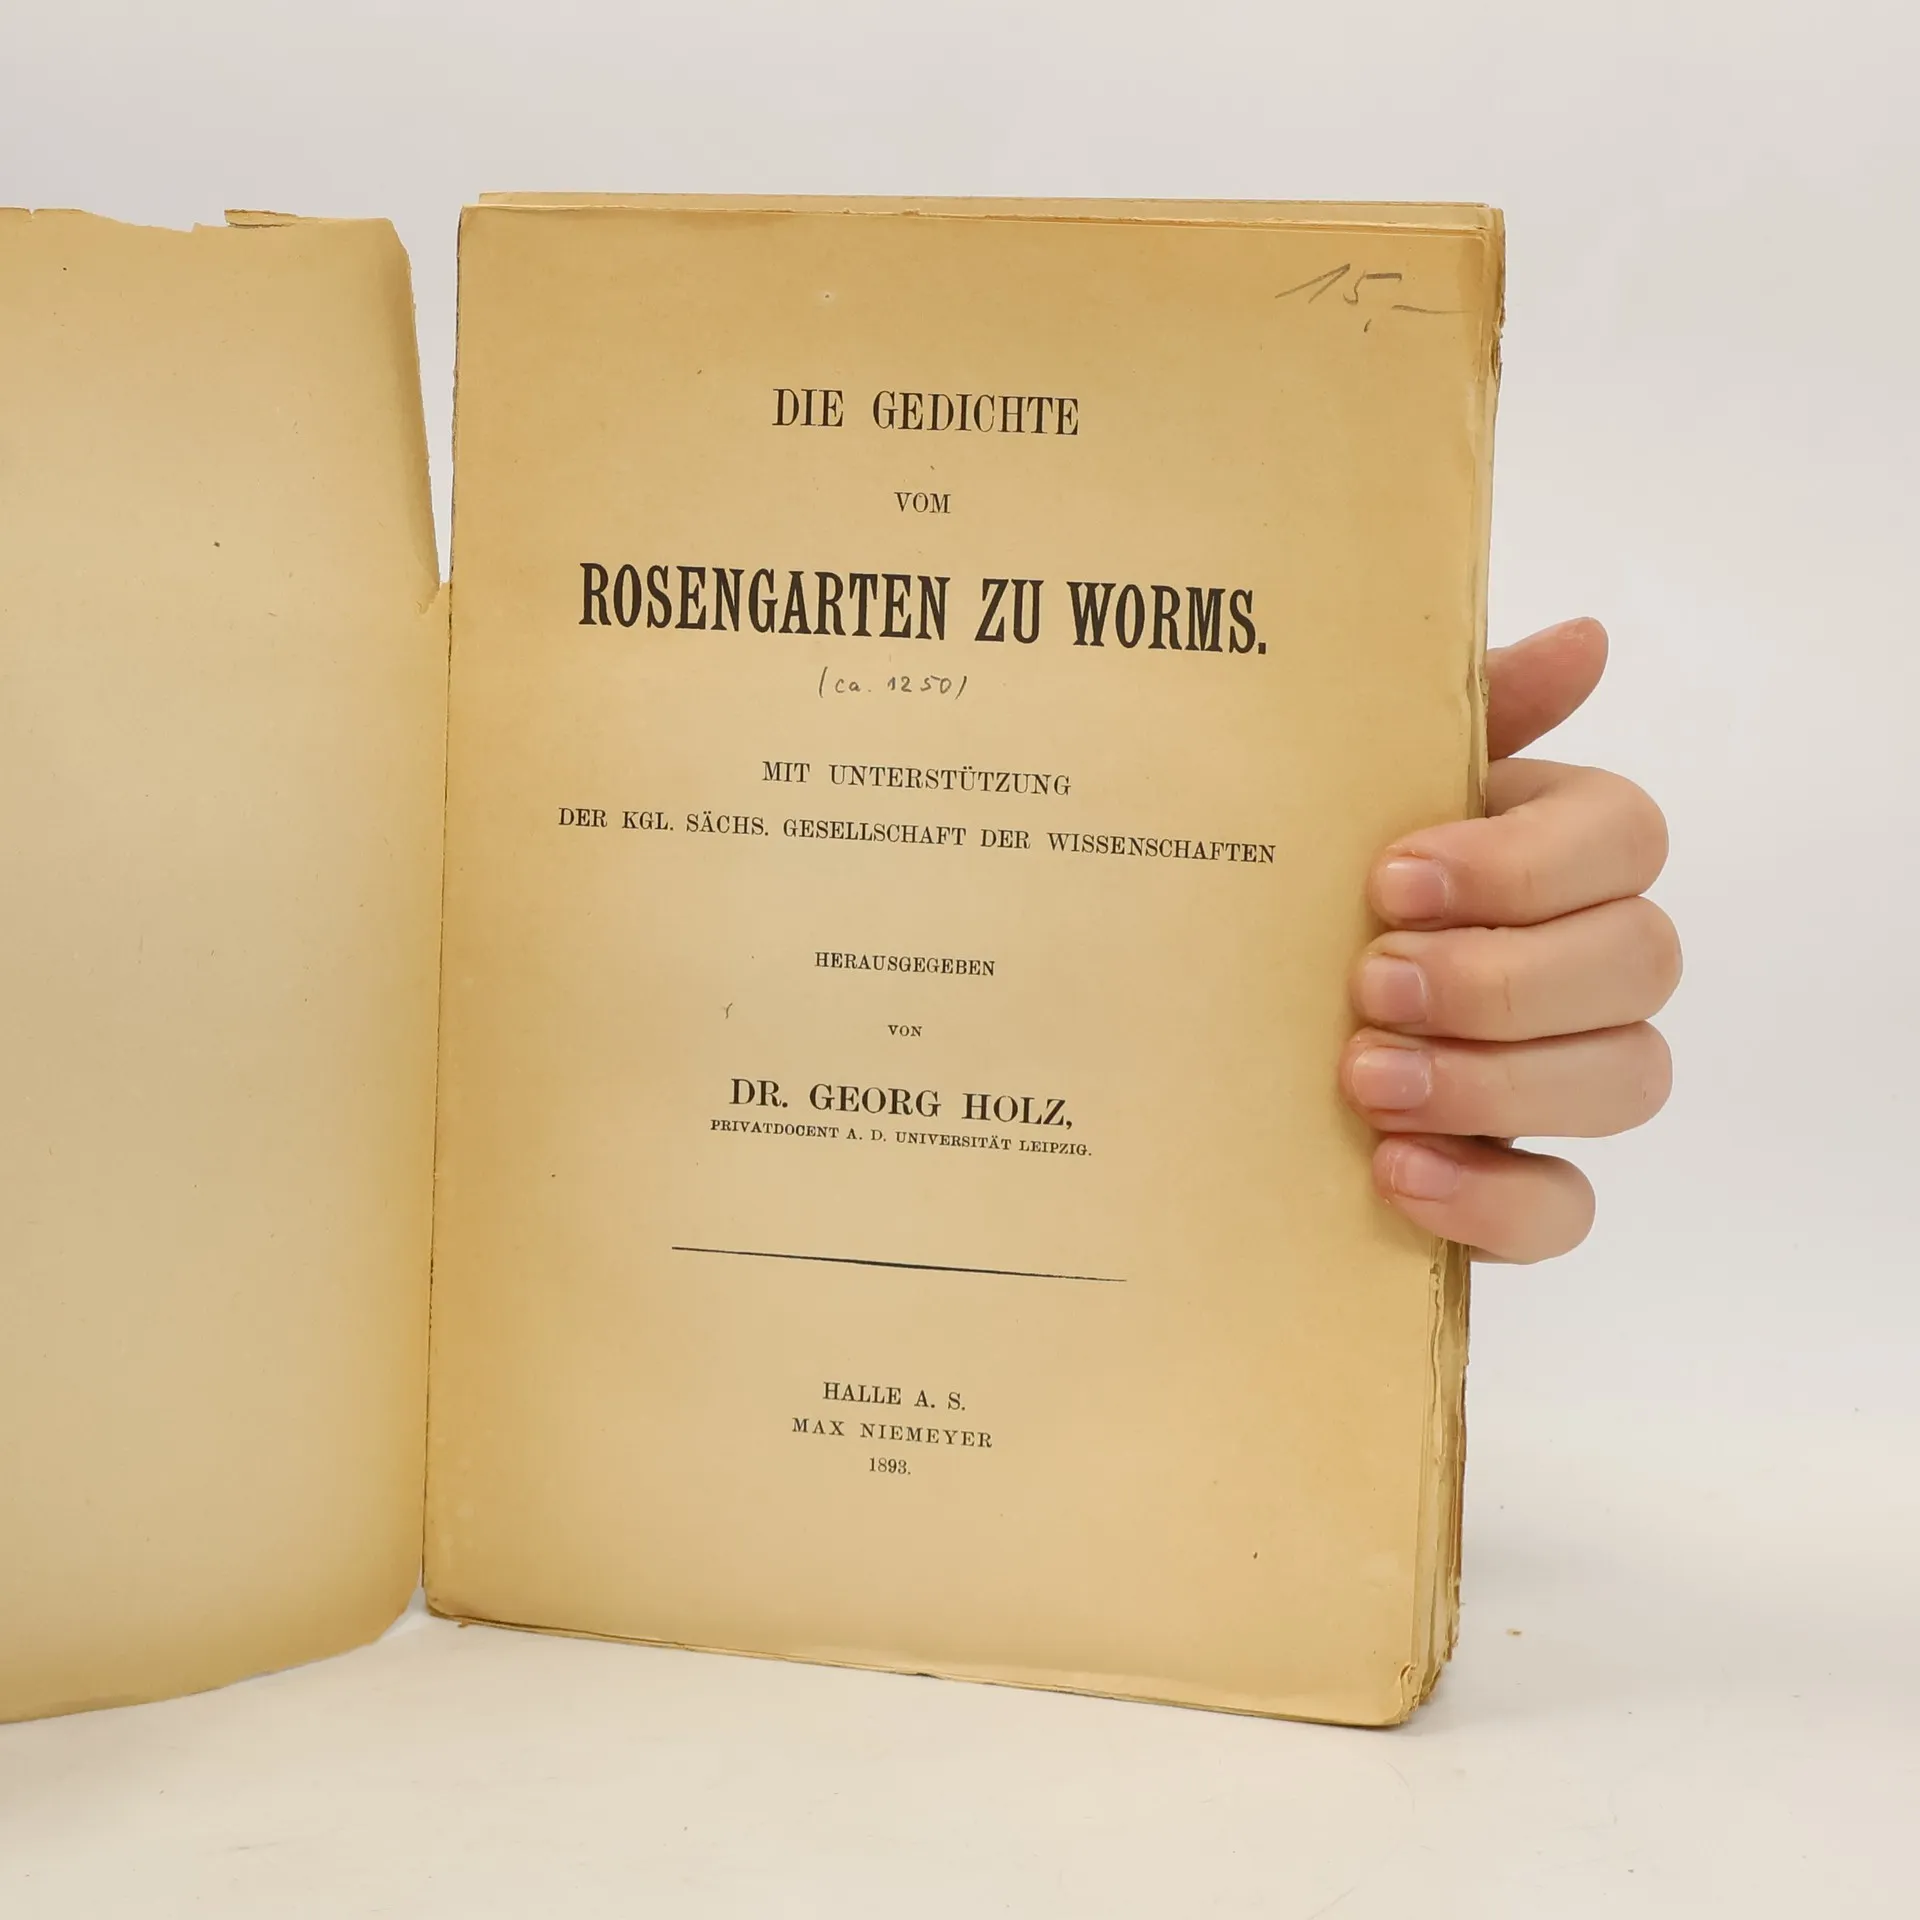 15,—
DIE GEDICHTE
VOM
ROSENGARTEN ZU WORMS.
(ca. 1250)
MIT UNTERSTÜTZUNG
DER KGL. SÄCHS. GESELLSCHAFT DER WISSENSCHAFTEN
HERAUSGEGEBEN
VON
DR. GEORG HOLZ,
PRIVATDOCENT A. D. UNIVERSITÄT LEIPZIG.
HALLE A. S.
MAX NIEMEYER
1893.